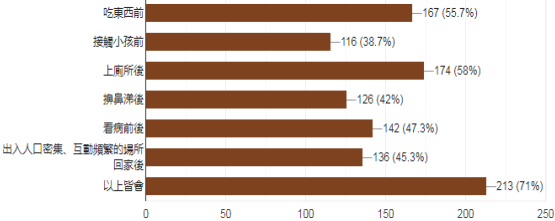 吃東西前
167 (55.7%)
接觸小孩前
116 (38.7%)
上廁所後
174 (58%)
擤鼻涕後
126 (42%)
看病前後
142 (47.3%)
出入人口密集、互動頻繁的場所
回家後
136 (45.3%)
以上皆會
213 (71%)
0 50 100 150 200 250